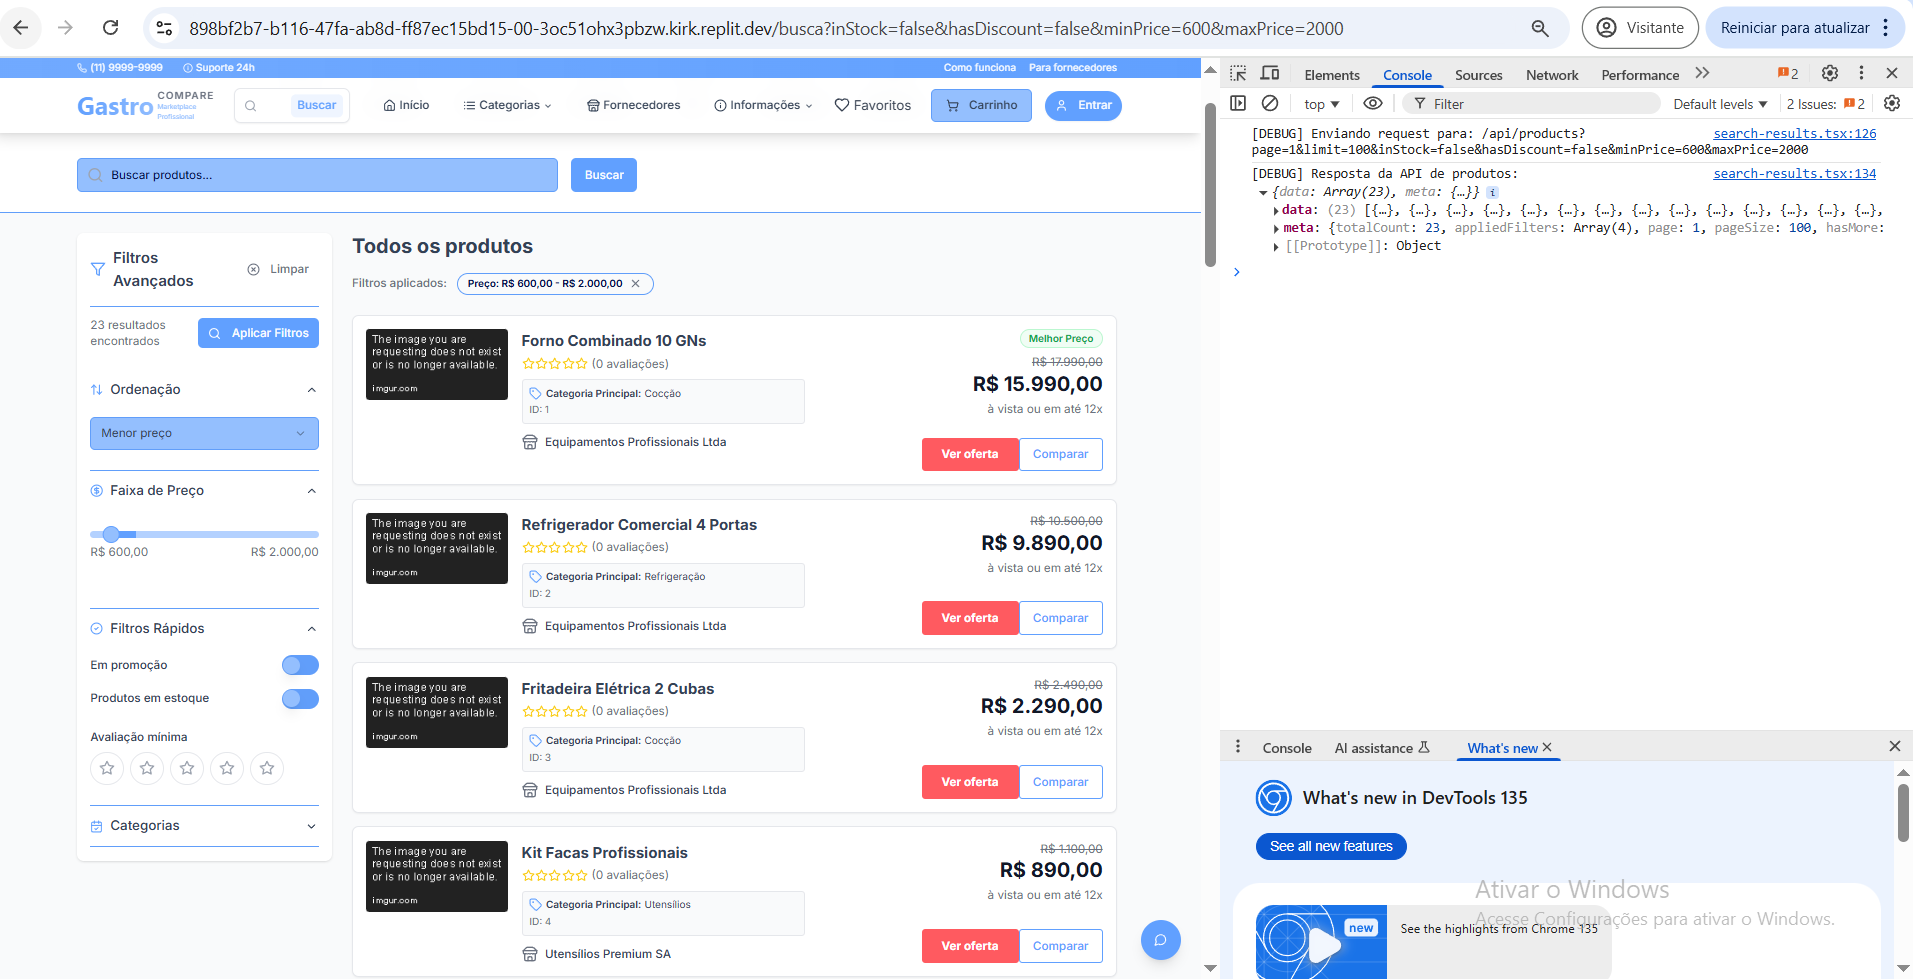 898bf2b7-b116-47fa-ab8d-ff87ec15bd15-00-3oc51ohx3pbzw.kirk.replit.dev/busca?inStock=false&hasDiscount=false&minPrice=600&maxPrice=2000
Visitante
Reiniciar para atualizar
(11) 9999-9999
Suporte 24h
Como funciona
Para fornecedores
Gastro
COMPARE
Marketplace
Profissional
Buscar
Início
Categorias
Fornecedores
Informações
Favoritos
Carrinho
Entrar
Buscar produtos...
Buscar
Filtros
Avançados
Limpar
23 resultados
encontrados
Aplicar Filtros
Ordenação
Menor preço
Faixa de Preço
R$ 600,00
R$ 2.000,00
Filtros Rápidos
Em promoção
Produtos em estoque
Avaliação mínima
Categorias
Todos os produtos
Filtros aplicados:
Preço: R$ 600,00 - R$ 2.000,00
The image you are
requesting does not exist
or is no longer available.
imgur.com
Forno Combinado 10 GNs
(0 avaliações)
Categoria Principal: Cocção
ID: 1
Equipamentos Profissionais Ltda
Melhor Preço
R$ 17.990,00
R$ 15.990,00
à vista ou em até 12x
Ver oferta
Comparar
The image you are
requesting does not exist
or is no longer available.
imgur.com
Refrigerador Comercial 4 Portas
(0 avaliações)
Categoria Principal: Refrigeração
ID: 2
Equipamentos Profissionais Ltda
R$ 10.500,00
R$ 9.890,00
à vista ou em até 12x
Ver oferta
Comparar
The image you are
requesting does not exist
or is no longer available.
imgur.com
Fritadeira Elétrica 2 Cubas
(0 avaliações)
Categoria Principal: Cocção
ID: 3
Equipamentos Profissionais Ltda
R$ 2.490,00
R$ 2.290,00
à vista ou em até 12x
Ver oferta
Comparar
The image you are
requesting does not exist
or is no longer available.
imgur.com
Kit Facas Profissionais
(0 avaliações)
Categoria Principal: Utensílios
ID: 4
Utensílios Premium SA
R$ 1.100,00
R$ 890,00
à vista ou em até 12x
Ver oferta
Comparar
Elements
Console
Sources
Network
Performance
2
top
Filter
Default levels
2 Issues:
2
[DEBUG] Enviando request para: /api/products?
search-results.tsx:126
page=1&limit=100&inStock=false&hasDiscount=false&minPrice=600&maxPrice=2000
[DEBUG] Resposta da API de produtos:
search-results.tsx:134
{data: Array(23), meta: {…}}
data: (23) [{…}, {…}, {…}, {…}, {…}, {…}, {…}, {…}, {…}, {…}, {…}, {…}, {…}, {…},
meta: {totalCount: 23, appliedFilters: Array(4), page: 1, pageSize: 100, hasMore:
[[Prototype]]: Object
Console
AI assistance
What's new
What's new in DevTools 135
See all new features
new
See the highlights from Chrome 135
Ativar o Windows
Acesse Configurações para ativar o Windows.